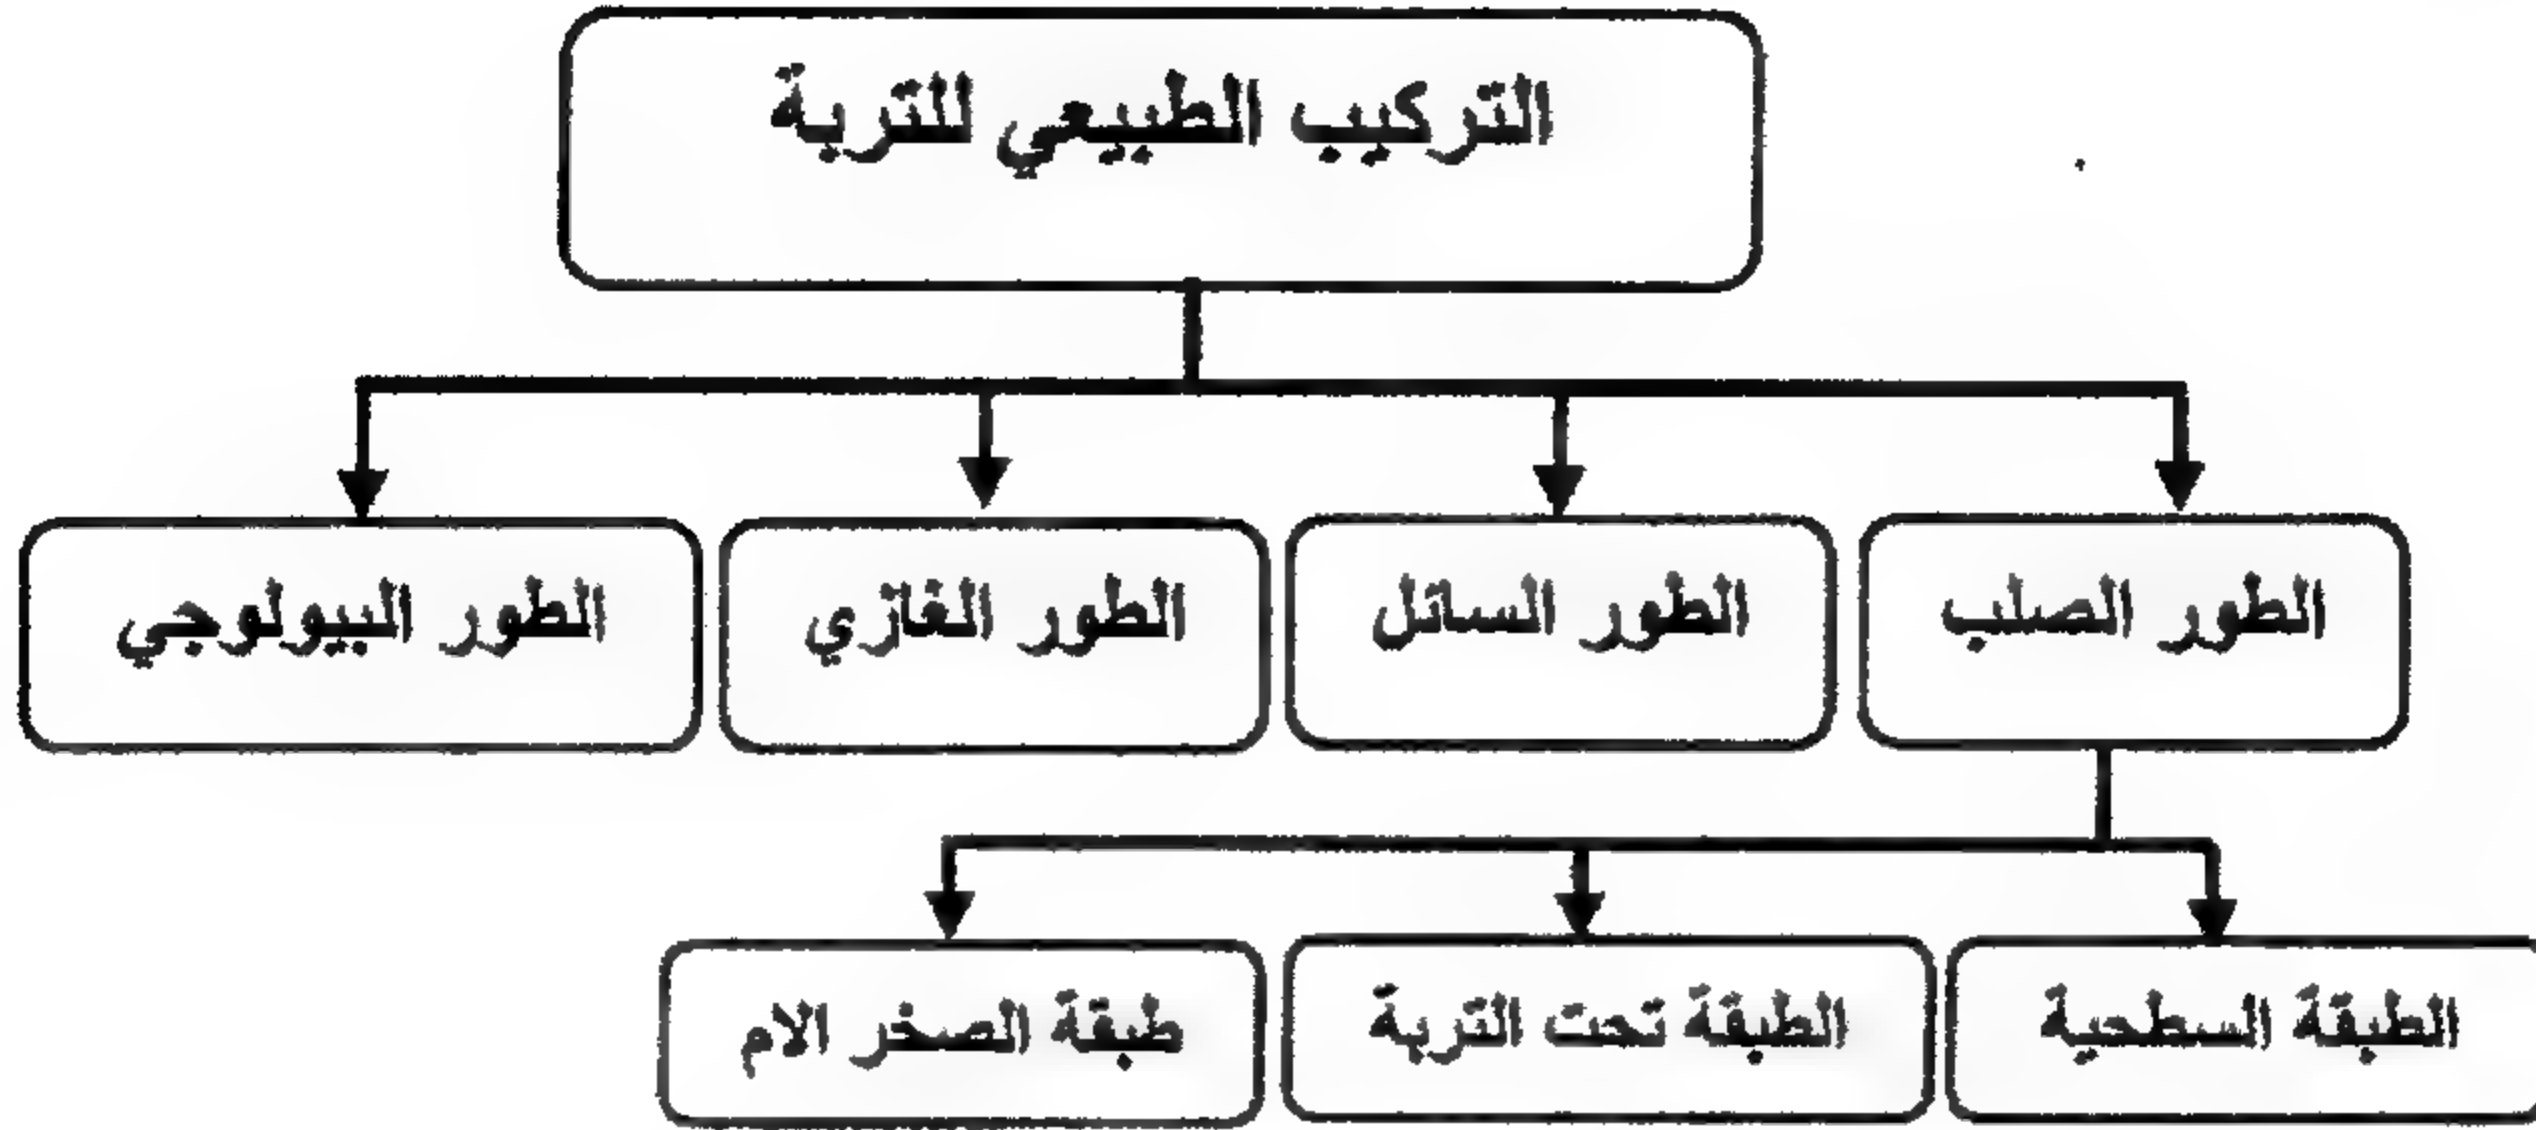 التركيب الطبيعي للتربة
الطور الصلب
الطور السائل
الطور الغازي
الطور البيولوجي
الطبقة السطحية
الطبقة تحت التربة
طبقة الصخر الام